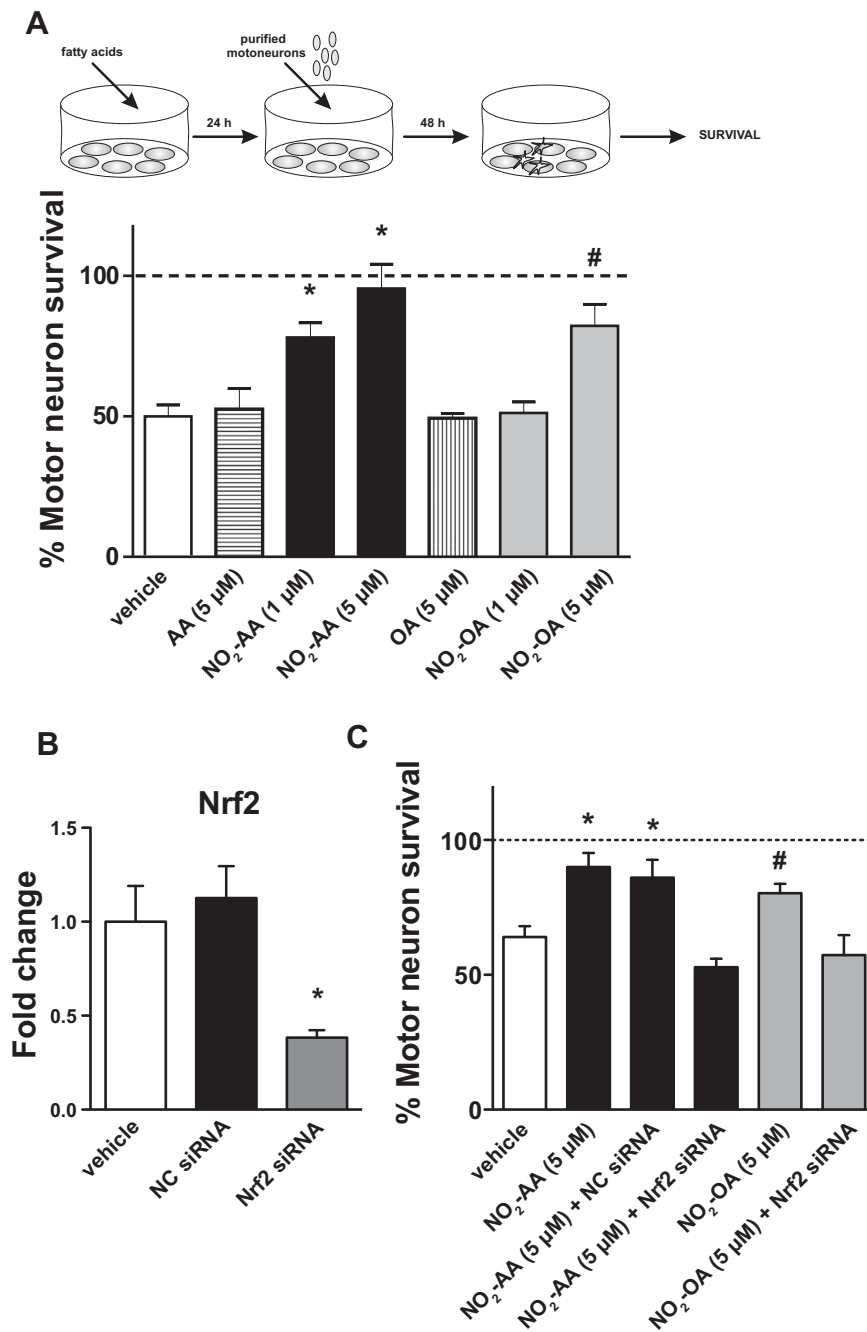 A
fatty acids
purified
motoneurons
24 h
48 h
SURVIVAL
% Motor neuron survival
100
50
0
*
*
#
vehicle
AA (5 µM)
NO2-AA (1 µM)
NO2-AA (5 µM)
OA (5 µM)
NO2-OA (1 µM)
NO2-OA (5 µM)
B
Nrf2
Fold change
1.5
1.0
0.5
0.0
*
vehicle
NC siRNA
Nrf2 siRNA
C
% Motor neuron survival
100
50
0
*
*
#
vehicle
NO2-AA (5 µM)
NO2-AA (5 µM) + NC siRNA
NO2-AA (5 µM) + Nrf2 siRNA
NO2-OA (5 µM)
NO2-OA (5 µM) + Nrf2 siRNA